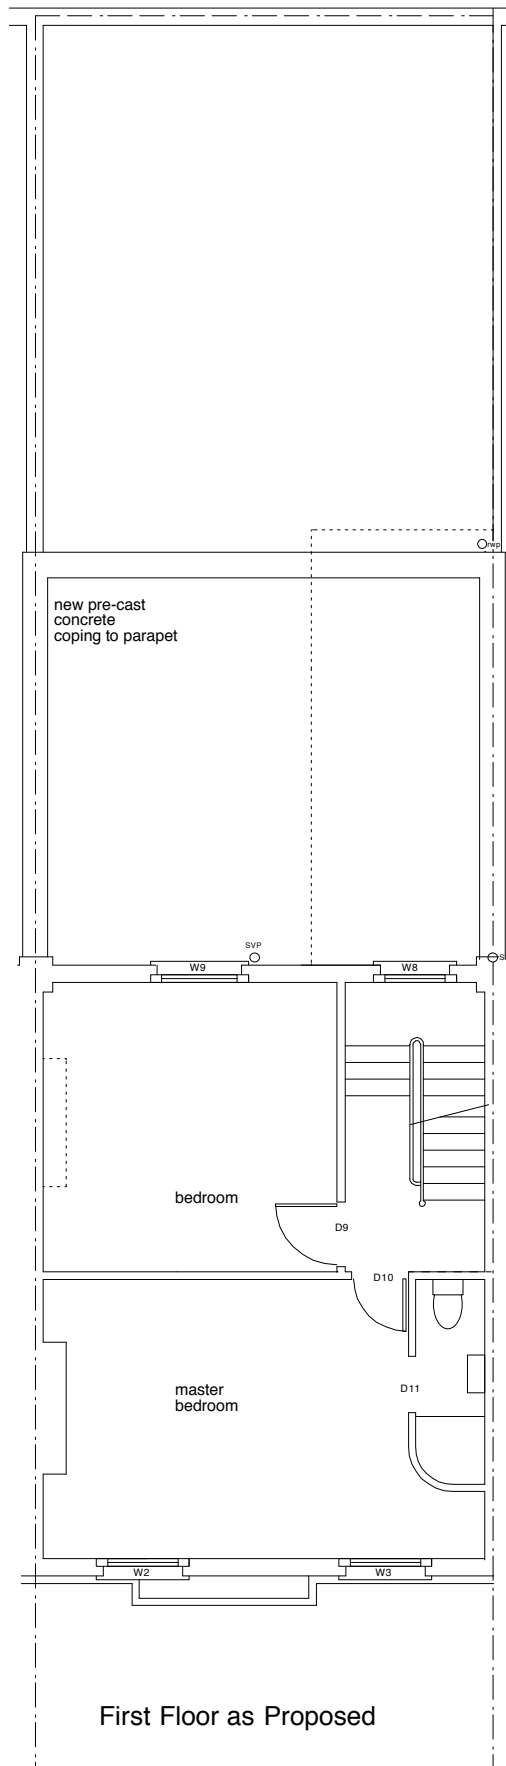 rwp
new pre-cast
concrete
coping to parapet
SVP
W9
W8
S
bedroom
D9
D10
master
bedroom
D11
W2
W3
First Floor as Proposed